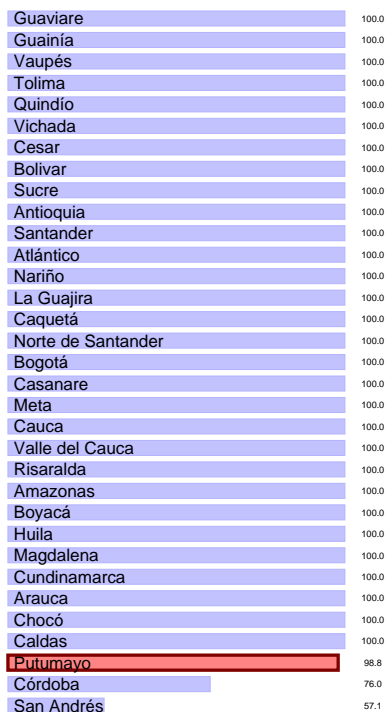 Guaviare 100.0
Guainía 100.0
Vaupés 100.0
Tolima 100.0
Quindío 100.0
Vichada 100.0
Cesar 100.0
Bolivar 100.0
Sucre 100.0
Antioquia 100.0
Santander 100.0
Atlántico 100.0
Nariño 100.0
La Guajira 100.0
Caquetá 100.0
Norte de Santander 100.0
Bogotá 100.0
Casanare 100.0
Meta 100.0
Cauca 100.0
Valle del Cauca 100.0
Risaralda 100.0
Amazonas 100.0
Boyacá 100.0
Huila 100.0
Magdalena 100.0
Cundinamarca 100.0
Arauca 100.0
Chocó 100.0
Caldas 100.0
Putumayo 98.8
Córdoba 76.0
San Andrés 57.1